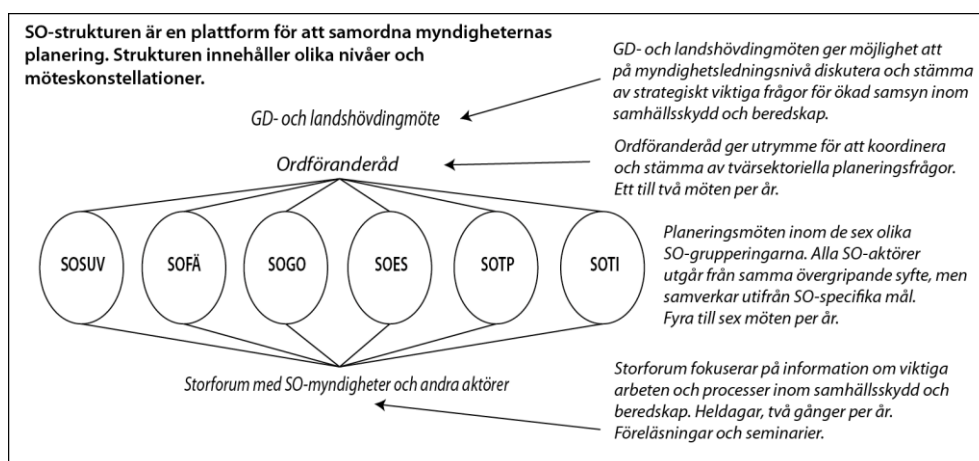 SO-strukturen är en plattform för att samordna myndigheternas
planering. Strukturen innehåller olika nivåer och
möteskonstellationer.
GD- och landshövdingmöten ger möjlighet att
på myndighetsledningsnivå diskutera och stämma
av strategiskt viktiga frågor för ökad samsyn inom
samhällsskydd och beredskap.
GD- och landshövdingmöte
Ordföranderåd
Ordföranderåd ger utrymme för att koordinera
och stämma av tvärsektoriella planeringsfrågor.
Ett till två möten per år.
SOSUV
SOFÄ
SOGO
SOES
SOTP
SOTI
Planeringsmöten inom de sex olika
SO-grupperingarna. Alla SO-aktörer
utgår från samma övergripande syfte, men
samverkar utifrån SO-specifika mål.
Fyra till sex möten per år.
Storforum med SO-myndigheter och andra aktörer
Storforum fokuserar på information om viktiga
arbeten och processer inom samhällsskydd och
beredskap. Heldagar, två gånger per år.
Föreläsningar och seminarier.